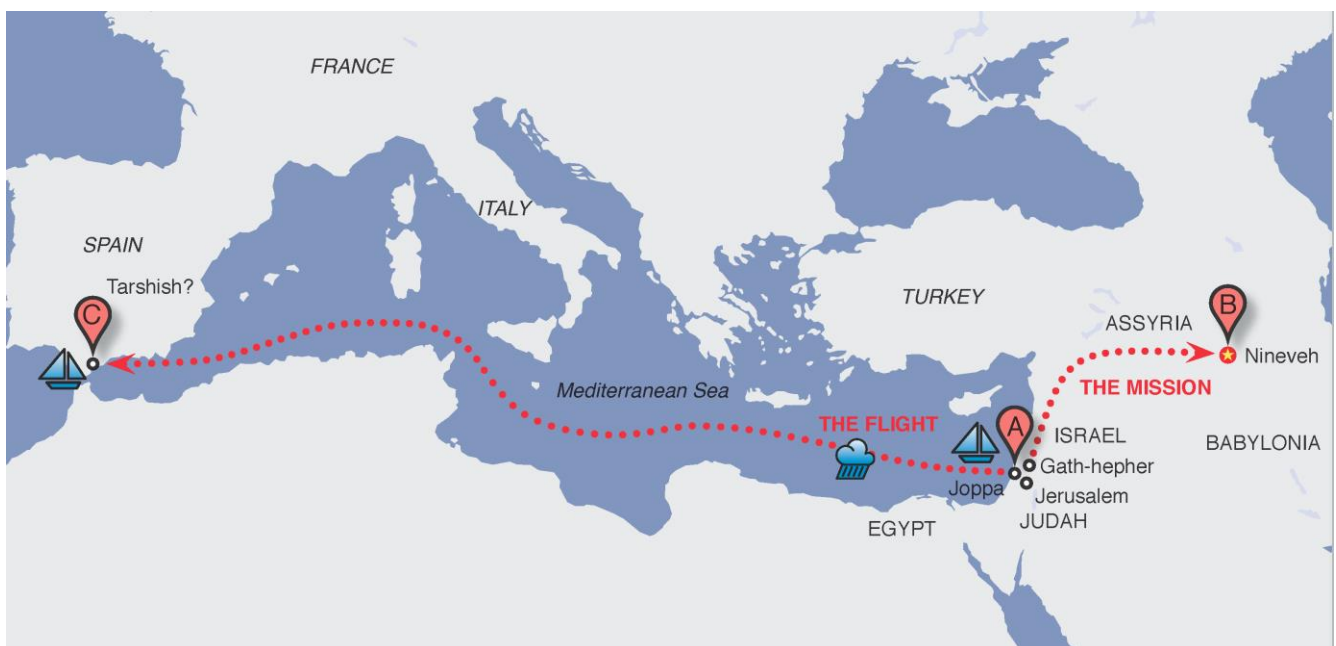 FRANCE
ITALY
SPAIN
Tarshish?
C
TURKEY
B
ASSYRIA
Nineveh
THE MISSION
Mediterranean Sea
THE FLIGHT
A
ISRAEL
BABYLONIA
Gath-hepher
Joppa
Jerusalem
JUDAH
EGYPT